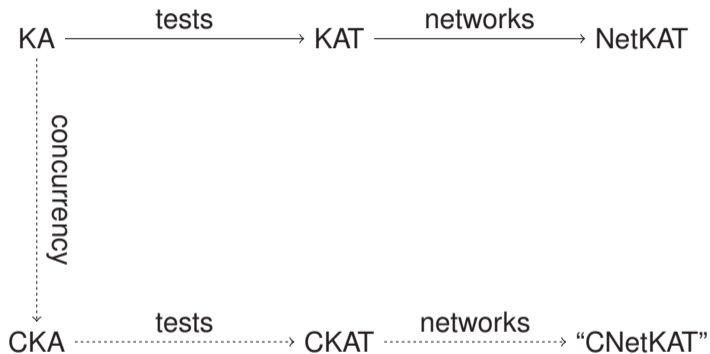 tests networks
KA KAT NetKAT
concurrency
tests networks
CKA CKAT “CNetKAT”